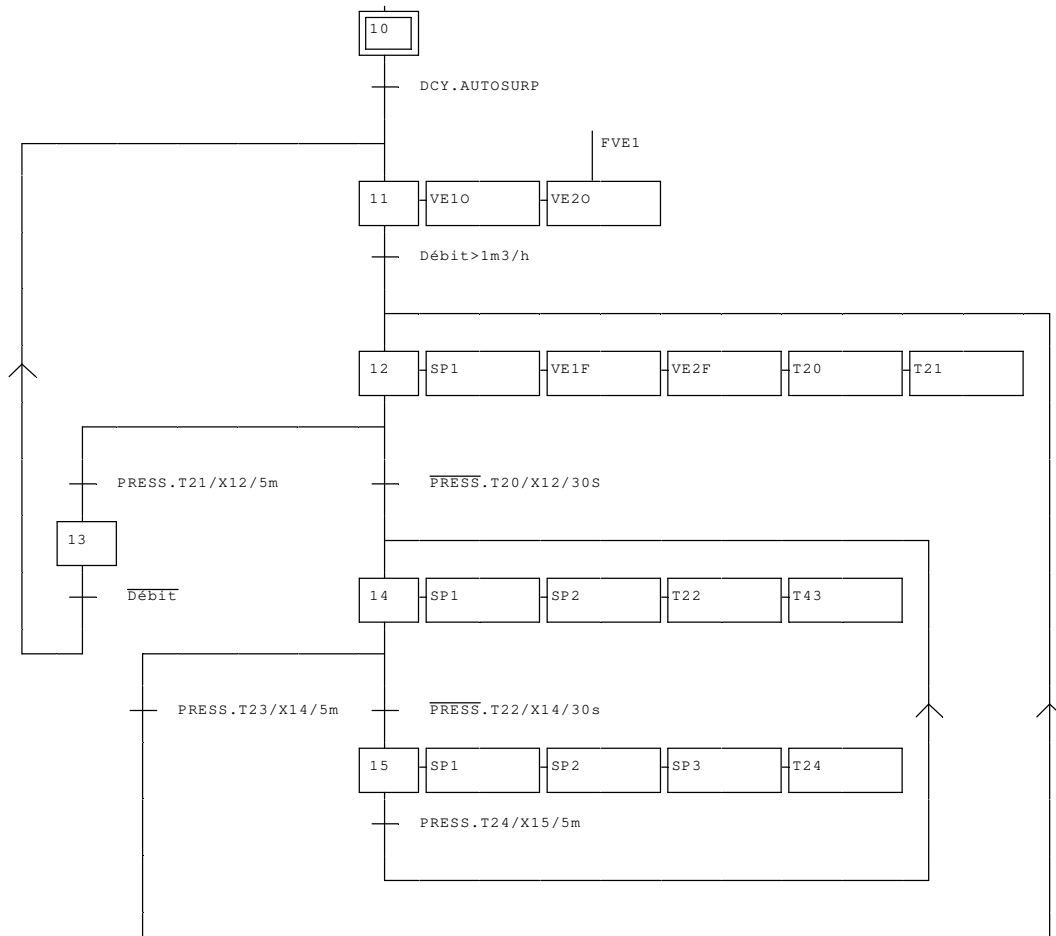 10
DCY.AUTOSURP
FVE1
11 VE1O VE2O
Débit>1m3/h
12 SP1 VE1F VE2F T20 T21
PRESS.T21/X12/5m PRESS.T20/X12/30S
13
Débit
14 SP1 SP2 T22 T43
PRESS.T23/X14/5m PRESS.T22/X14/30s
15 SP1 SP2 SP3 T24
PRESS.T24/X15/5m